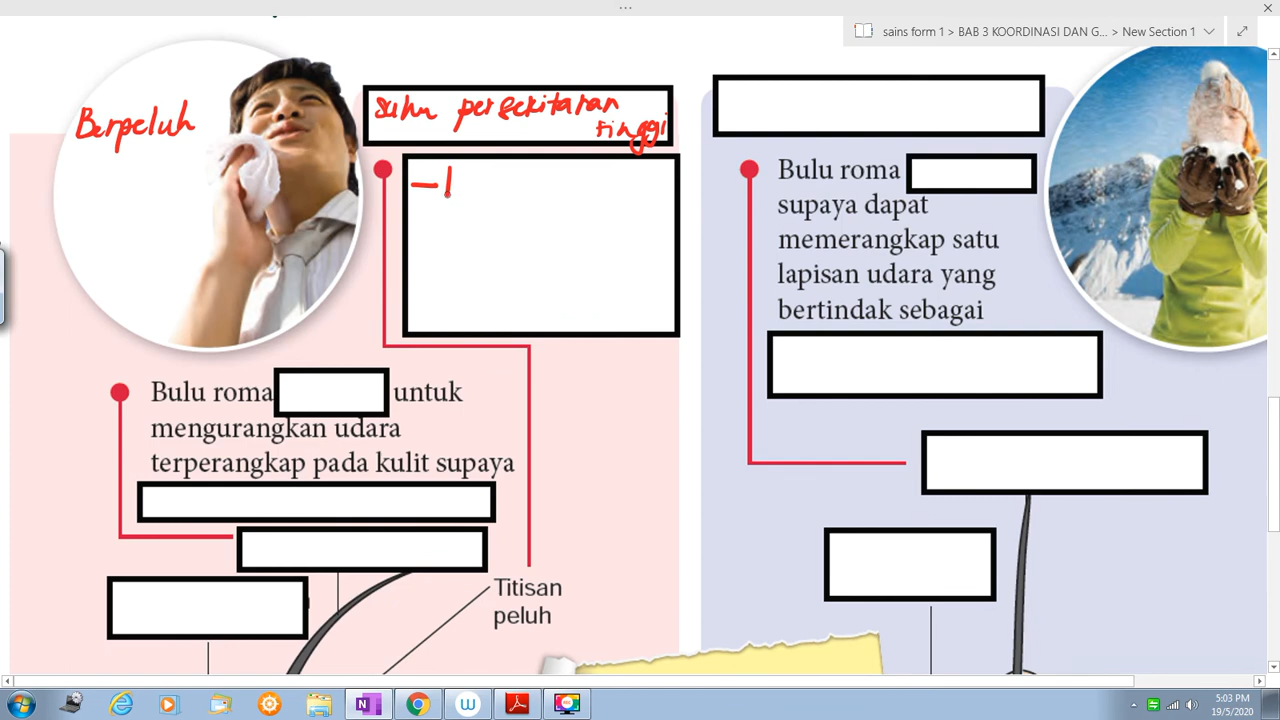 sains form 1 > BAB 3 KOORDINASI DAN G... > New Section 1
Berpeluh
Suhu persekitaran
tinggi
Bulu roma
supaya dapat
memerangkap satu
lapisan udara yang
bertindak sebagai
Bulu roma untuk
mengurangkan udara
terperangkap pada kulit supaya
Titisan
peluh
5:03 PM
19/5/2020